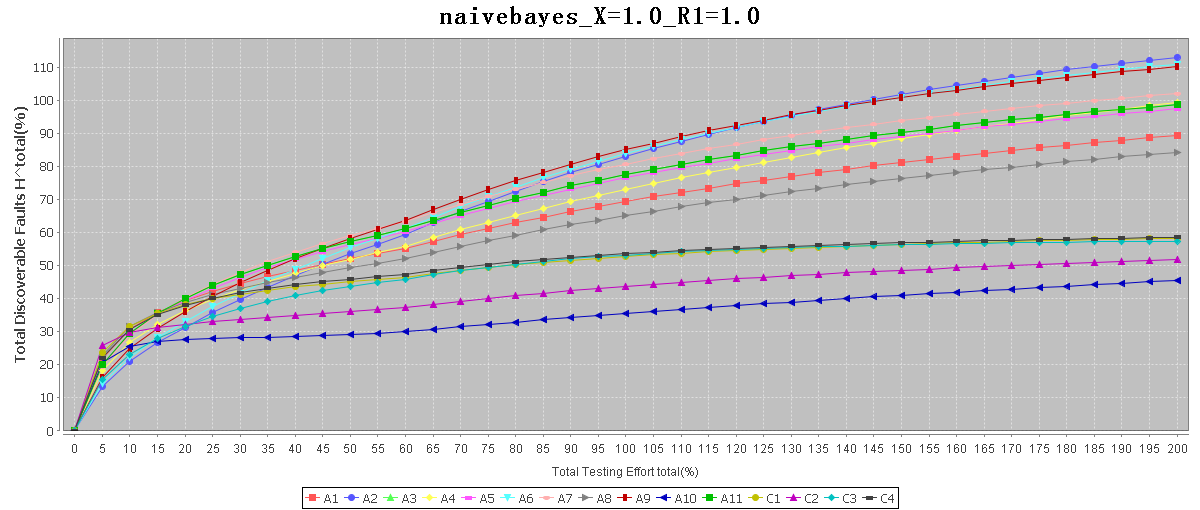 naivebayes_X=1.0_R1=1.0
Total Discoverable Faults H^total(%)
110
100
90
80
70
60
50
40
30
20
10
0
0 5 10 15 20 25 30 35 40 45 50 55 60 65 70 75 80 85 90 95 100 105 110 115 120 125 130 135 140 145 150 155 160 165 170 175 180 185 190 195 200
Total Testing Effort total(%)
A1 A2 A3 A4 A5 A6 A7 A8 A9 A10 A11 C1 C2 C3 C4